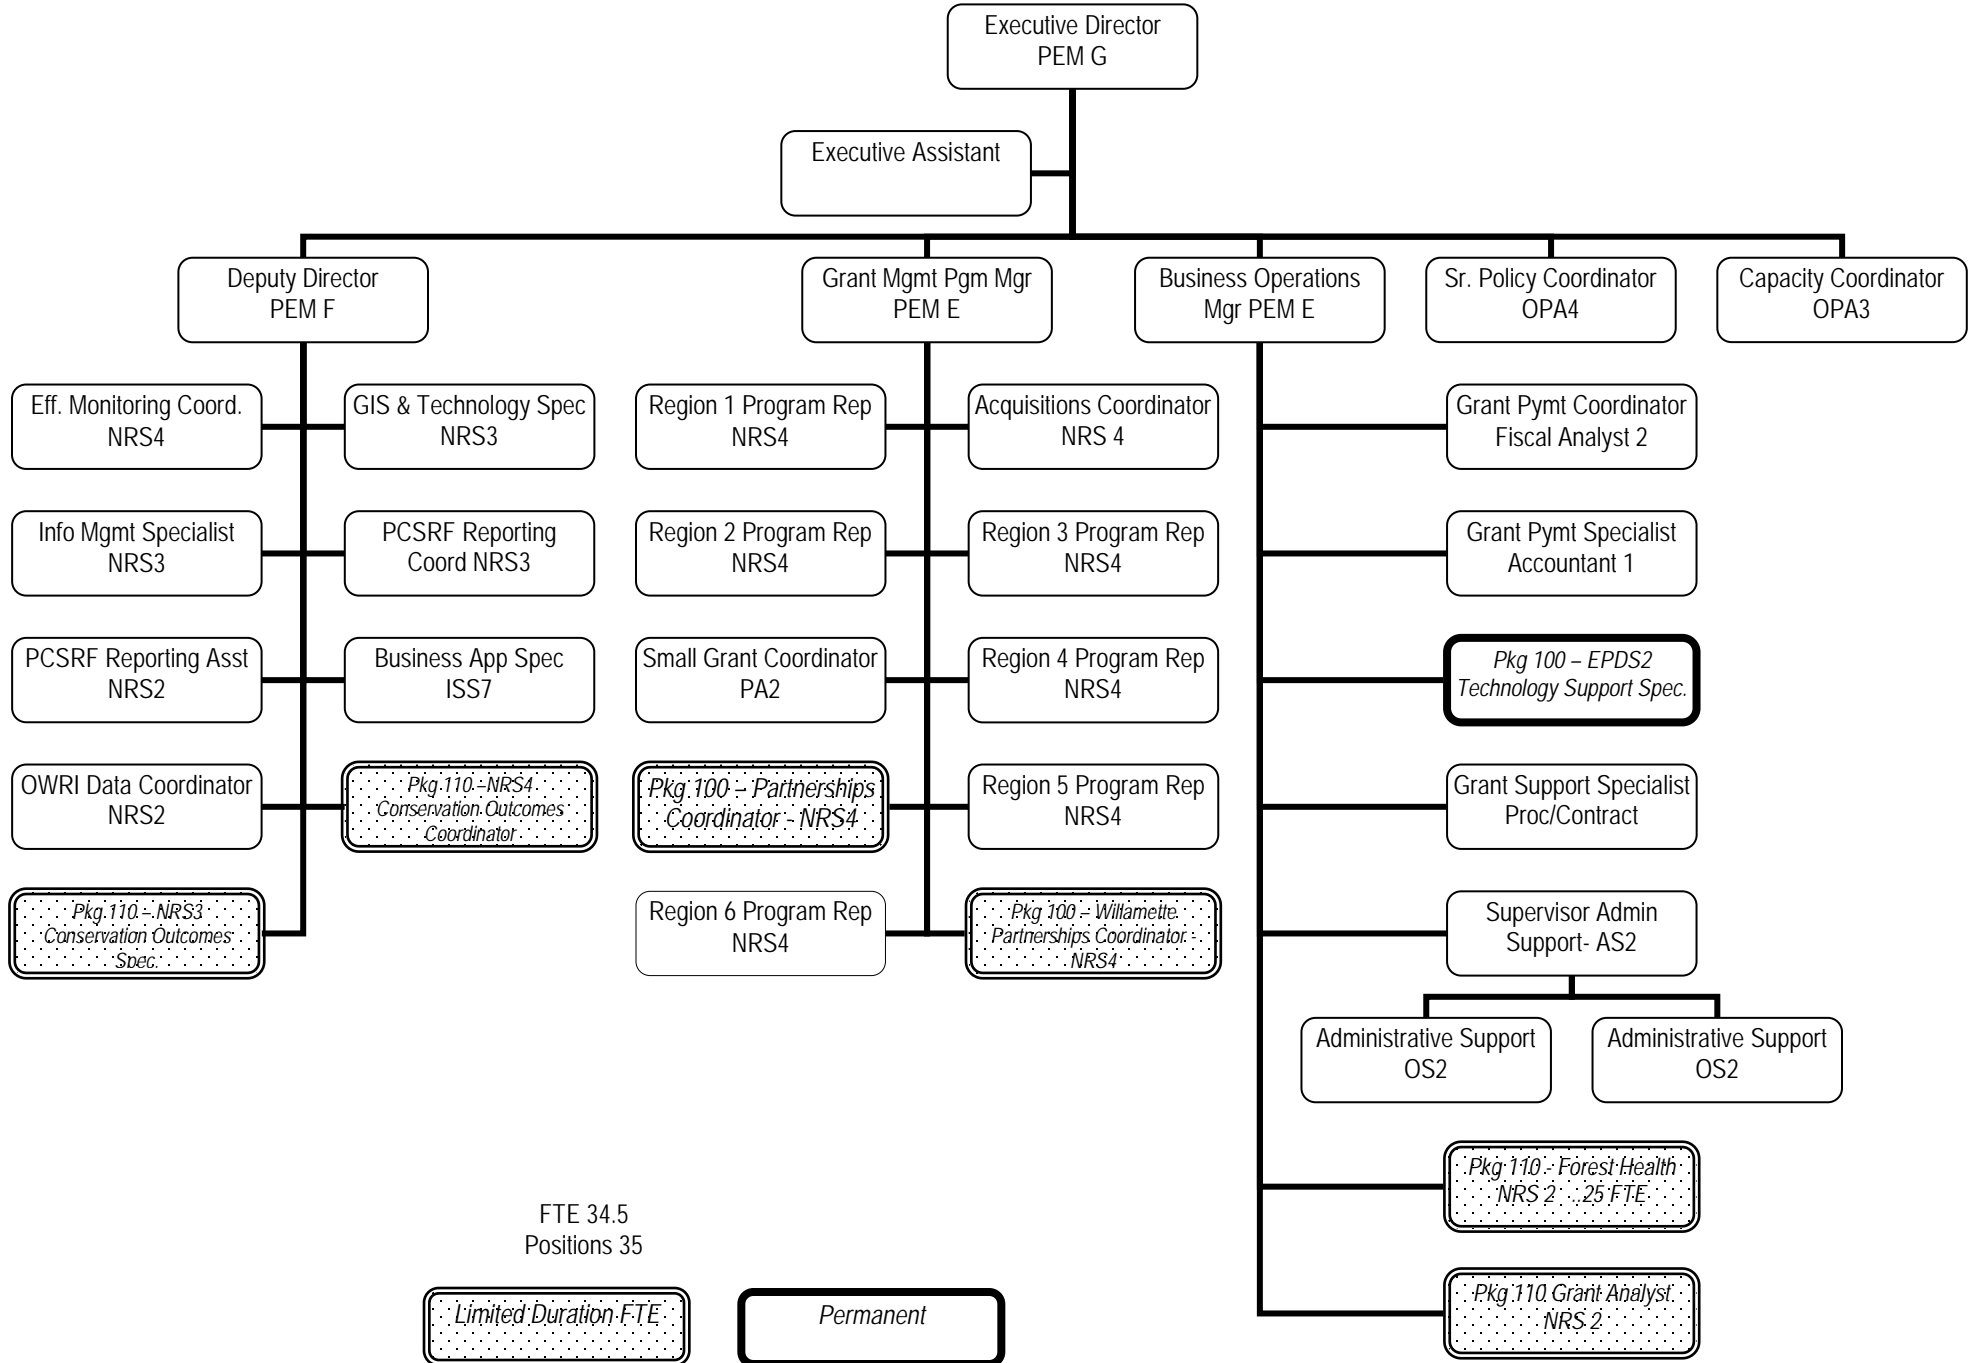 Executive Director
PEM G
Executive Assistant
Deputy Director
PEM F
Grant Mgmt Pgm Mgr
PEM E
Business Operations
Mgr PEM E
Sr. Policy Coordinator
OPA4
Capacity Coordinator
OPA3
Eff. Monitoring Coord.
NRS4
GIS & Technology Spec
NRS3
Region 1 Program Rep
NRS4
Acquisitions Coordinator
NRS 4
Grant Pymt Coordinator
Fiscal Analyst 2
Info Mgmt Specialist
NRS3
PCSRF Reporting
Coord NRS3
Region 2 Program Rep
NRS4
Region 3 Program Rep
NRS4
Grant Pymt Specialist
Accountant 1
PCSRF Reporting Asst
NRS2
Business App Spec
ISS7
Small Grant Coordinator
PA2
Region 4 Program Rep
NRS4
Pkg 100 – EPDS2
Technology Support Spec.
OWRI Data Coordinator
NRS2
Pkg 110 –NRS4
Conservation Outcomes
Coordinator
Pkg 100 – Partnerships
Coordinator - NRS4
Region 5 Program Rep
NRS4
Grant Support Specialist
Proc/Contract
Pkg 110 – NRS3
Conservation Outcomes
Spec.
Region 6 Program Rep
NRS4
Pkg 100 – Willamette
Partnerships Coordinator -
NRS4
Supervisor Admin
Support- AS2
Administrative Support
OS2
Administrative Support
OS2
Pkg 110 - Forest Health
NRS 2 .25 FTE
Pkg 110 Grant Analyst
NRS 2
FTE 34.5
Positions 35
Limited Duration FTE
Permanent